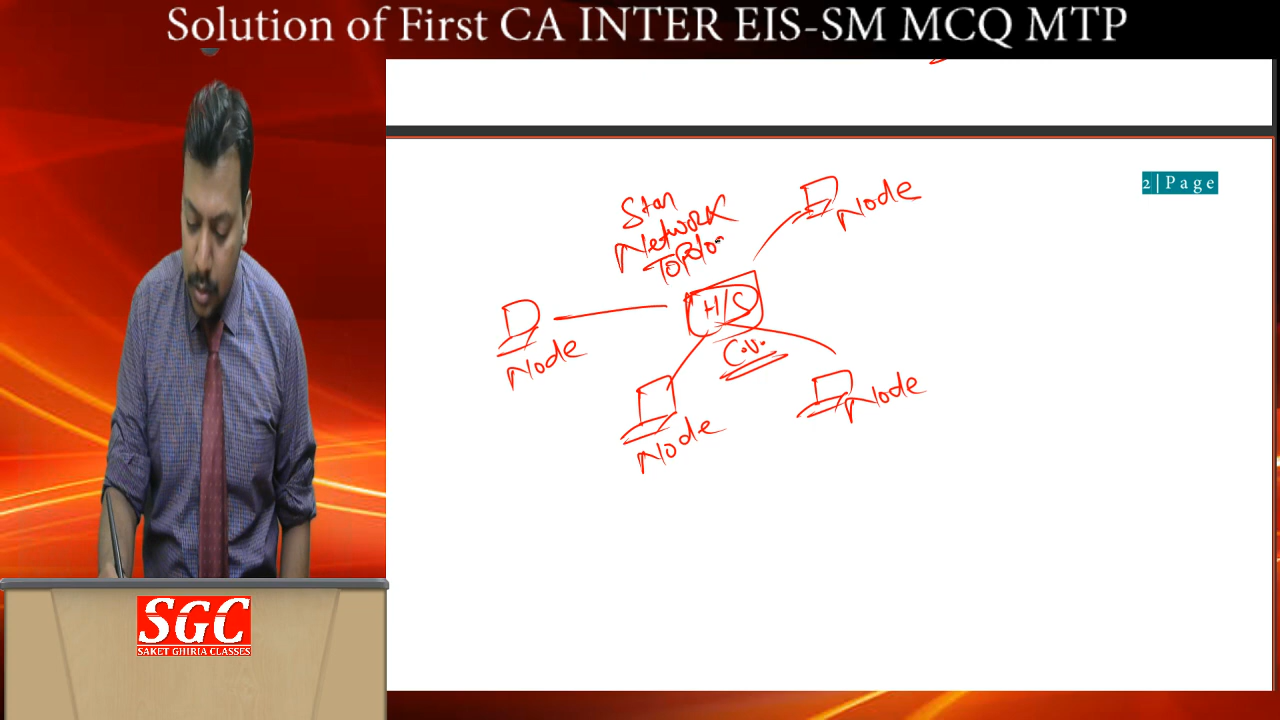 Solution of First CA INTER EIS-SM MCQ MTP
2 | Page
Star
Network
Topolo
Node
H/S
C.U.
Node
Node
Node
SGC
SAKET GHIRIA CLASSES